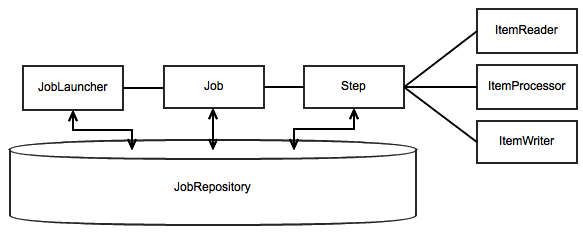 ItemReader
JobLauncher
Job
Step
ItemProcessor
ItemWriter
JobRepository